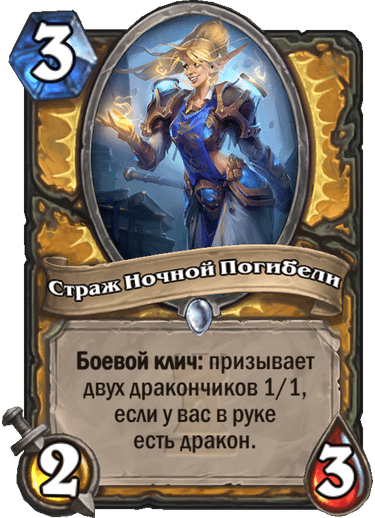 3
Страж Ночной Погибели
Боевой клич: призывает
двух дракончиков 1/1,
если у вас в руке
есть дракон.
2
3